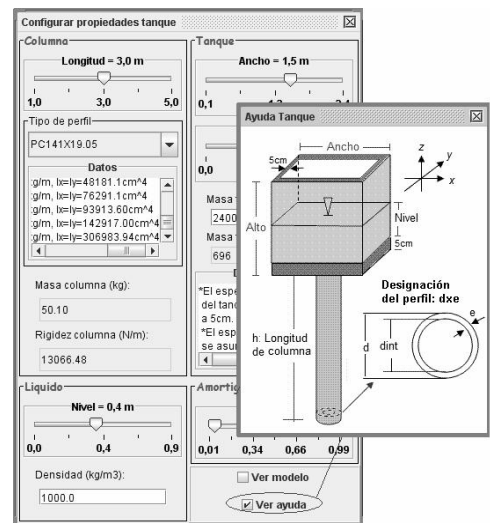 Configurar propiedades tanque
Columna
Longitud = 3,0 m
1,0 3,0 5,0
Tipo de perfil
PC141X19.05
Datos
:g/m, Ix=Iy=48181.1cm^4
:g/m, Ix=Iy=76291.1cm^4
:g/m, Ix=Iy=93913.60cm^4
:g/m, Ix=Iy=142917.00cm^4
:g/m, Ix=Iy=306983.94cm^4
Masa columna (kg):
50.10
Rigidez columna (N/m):
13066.48
Liquido
Nivel = 0,4 m
0,0 0,4 0,9
Densidad (kg/m3):
1000.0
Tanque
Ancho = 1,5 m
0,1
0,0
Masa
2400
Masa
696
*El espe
del tanc
a 5cm.
*El esp
se asur
Amortig
0,01 0,34 0,66 0,99
Ver modelo
Ver ayuda
Ayuda Tanque
Ancho
5cm
z
y
x
Alto
Nivel
5cm
h: Longitud
de columna
Designación
del perfil: dxe
e
d
dint